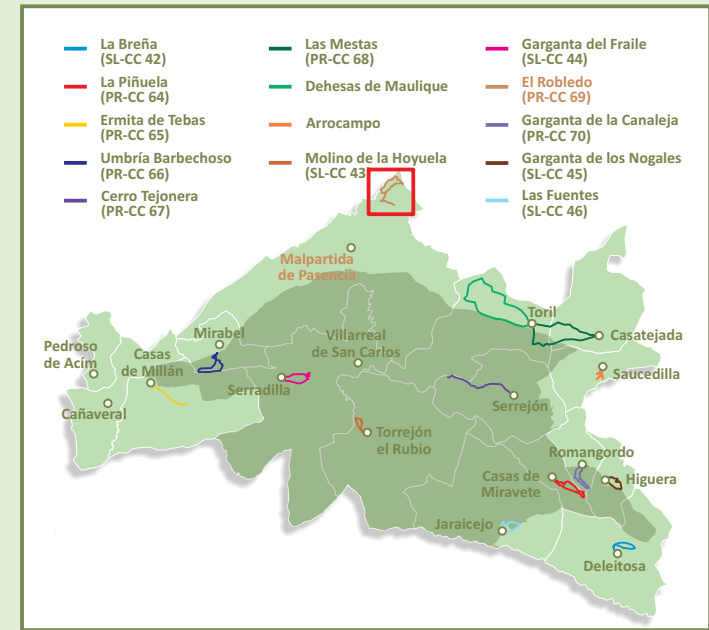 La Breña
(SL-CC 42)
La Piñuela
(PR-CC 64)
Ermita de Tebas
(PR-CC 65)
Umbría Barbechoso
(PR-CC 66)
Cerro Tejonera
(PR-CC 67)
Las Mestas
(PR-CC 68)
Dehesas de Maulique
Arrocampo
Molino de la Hoyuela
(SL-CC 43)
Garganta del Fraile
(SL-CC 44)
El Robledo
(PR-CC 69)
Garganta de la Canaleja
(PR-CC 70)
Garganta de los Nogales
(SL-CC 45)
Las Fuentes
(SL-CC 46)
Malpartida
de Pasencia
Toril
Casatejada
Mirabel
Villarreal
de San Carlos
Pedroso
de Acím
Casas
de Millán
Saucedilla
Serradilla
Cañaveral
Serrejón
Torrejón
el Rubio
Romangordo
Casas de
Miravete
Higuera
Jaraicejo
Deleitosa